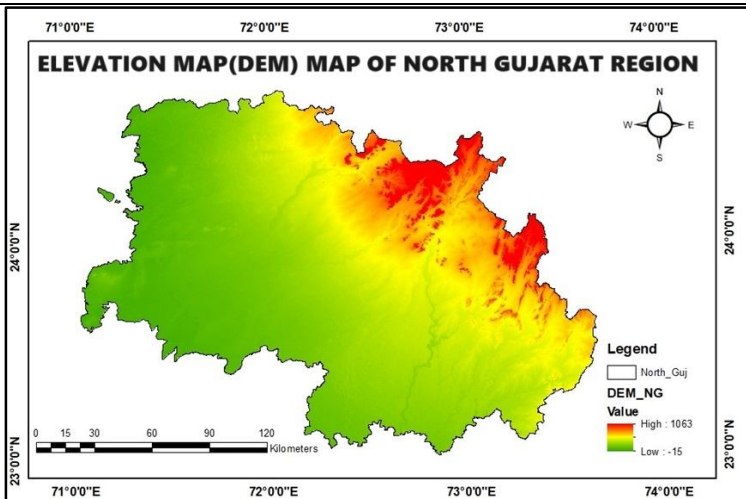 71°0'0"E 72°0'0"E 73°0'0"E 74°0'0"E
ELEVATION MAP(DEM) MAP OF NORTH GUJARAT REGION
N
W E
S
24°0'0"N
24°0'0"N
Legend
North_Guj
DEM_NG
Value
High : 1063
Low : -15
0 15 30 60 90 120
Kilometers
23°0'0"N
23°0'0"N
71°0'0"E 72°0'0"E 73°0'0"E 74°0'0"E